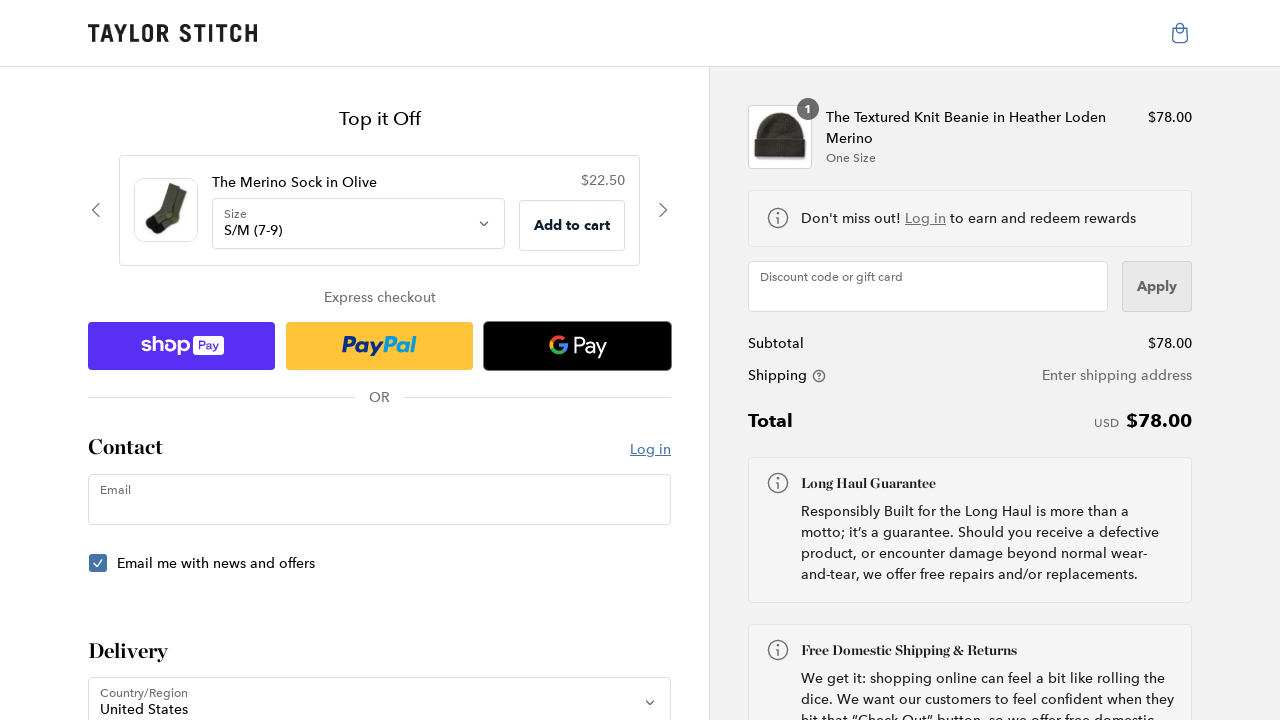 TAYLOR STITCH
Top it Off
The Merino Sock in Olive
$22.50
Size
S/M (7-9)
Add to cart
Express checkout
shop Pay
PayPal
G Pay
OR
Contact
Log in
Email
Email me with news and offers
Delivery
Country/Region
United States
1
The Textured Knit Beanie in Heather Loden
Merino
One Size
$78.00
Don't miss out! Log in to earn and redeem rewards
Discount code or gift card
Apply
Subtotal
$78.00
Shipping
Enter shipping address
Total
USD $78.00
Long Haul Guarantee
Responsibly Built for the Long Haul is more than a
motto; it’s a guarantee. Should you receive a defective
product, or encounter damage beyond normal wear-
and-tear, we offer free repairs and/or replacements.
Free Domestic Shipping & Returns
We get it: shopping online can feel a bit like rolling the
dice. We want our customers to feel confident when they
hit that “Check Out” button, so we offer free domestic